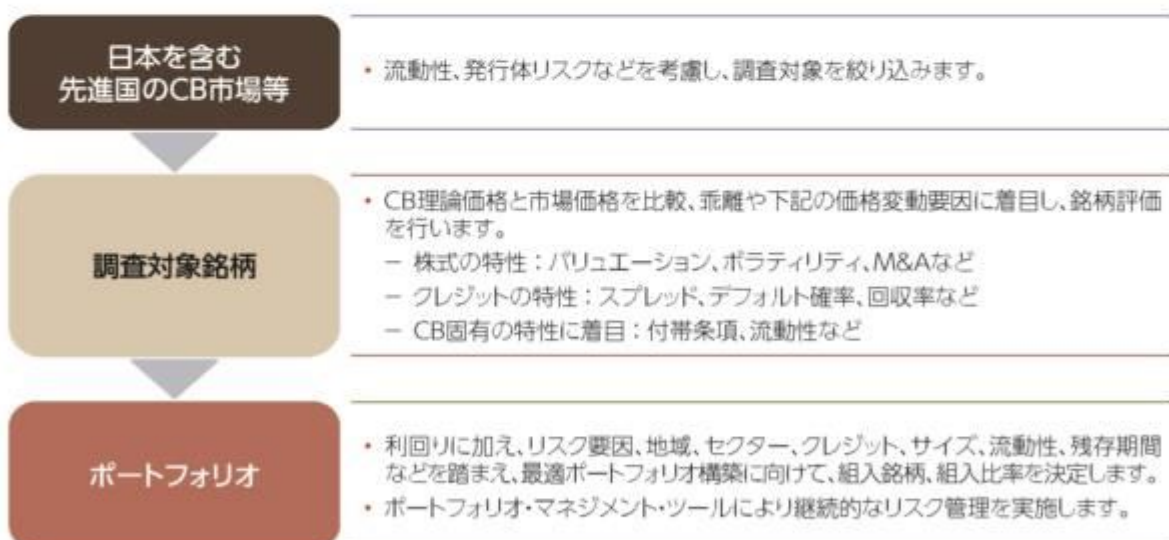 日本を含む
先進国のCB市場等
• 流動性、発行体リスクなどを考慮し、調査対象を絞り込みます。
調査対象銘柄
• CB理論価格と市場価格を比較、乖離や下記の価格変動要因に着目し、銘柄評価
を行います。
– 株式の特性：バリュエーション、ボラティリティ、M&Aなど
– クレジットの特性：スプレッド、デフォルト確率、回収率など
– CB固有の特性に着目：付帯条項、流動性など
ポートフォリオ
• 利回りに加え、リスク要因、地域、セクター、クレジット、サイズ、流動性、残存期間
などを踏まえ、最適ポートフォリオ構築に向けて、組入銘柄、組入比率を決定します。
• ポートフォリオ・マネジメント・ツールにより継続的なリスク管理を実施します。